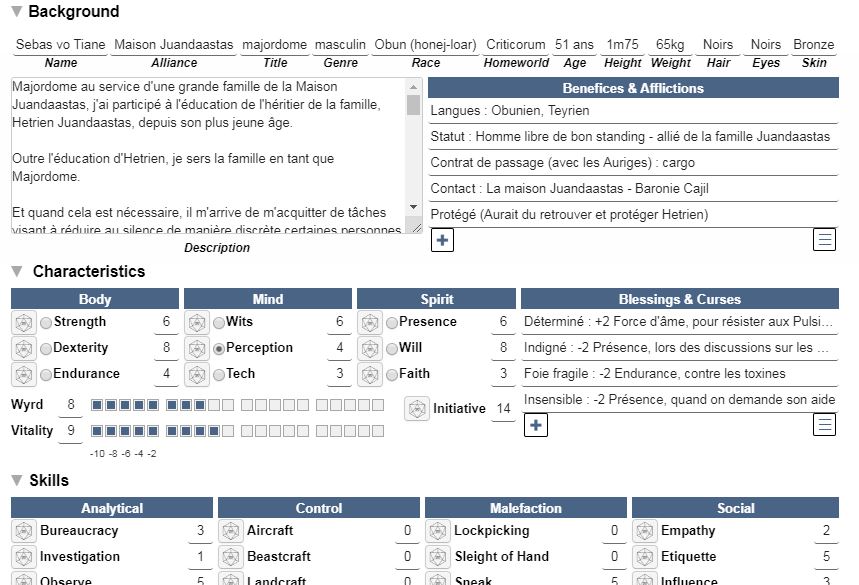 Background
Sebas vo Tiane Maison Juandaastas majordome masculin Obun (honej-loar) Criticorum 51 ans 1m75 65kg Noirs Noirs Bronze
Name Alliance Title Genre Race Homeworld Age Height Weight Hair Eyes Skin
Majordome au service d'une grande famille de la Maison
Juandaastas, j'ai participé à l'éducation de l'héritier de la famille,
Hetrien Juandaastas, depuis son plus jeune âge.
Outre l'éducation d'Hetrien, je sers la famille en tant que
Majordome.
Et quand cela est nécessaire, il m'arrive de m'acquitter de tâches
visant à réduire au silence de manière discrète certaines personnes
Description
Benefices & Afflictions
Langues : Obunien, Teyrien
Statut : Homme libre de bon standing - allié de la famille Juandaastas
Contrat de passage (avec les Auriges) : cargo
Contact : La maison Juandaastas - Baronie Cajil
Protégé (Aurait du retrouver et protéger Hetrien)
Characteristics
Body Mind Spirit Blessings & Curses
Strength 6 Wits 6 Presence 6 Déterminé : +2 Force d'âme, pour résister aux Pulsi...
Dexterity 8 Perception 4 Will 8 Indigné : -2 Présence, lors des discussions sur les ...
Endurance 4 Tech 3 Faith 3 Foie fragile : -2 Endurance, contre les toxines
Wyrd 8 Initiative 14 Insensible : -2 Présence, quand on demande son aide
Vitality 9
-10 -8 -6 -4 -2
Skills
Analytical Control Malefaction Social
Bureaucracy 3 Aircraft 0 Lockpicking 0 Empathy 2
Investigation 1 Beastcraft 0 Sleight of Hand 0 Etiquette 5
Observe 5 Landcraft 0 Sneak 5 Influence 3